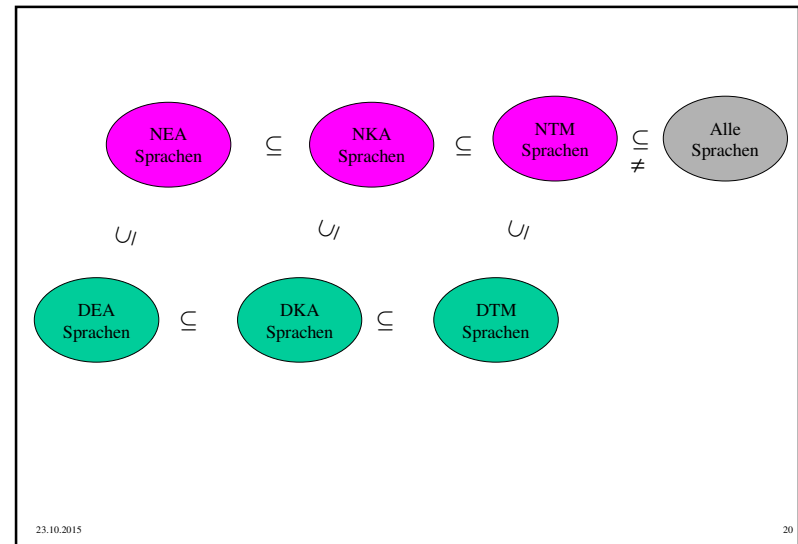 NEA
Sprachen
⊆
NKA
Sprachen
⊆
NTM
Sprachen
⊆
≠
Alle
Sprachen
∪|
∪|
∪|
DEA
Sprachen
⊆
DKA
Sprachen
⊆
DTM
Sprachen
23.10.2015
20